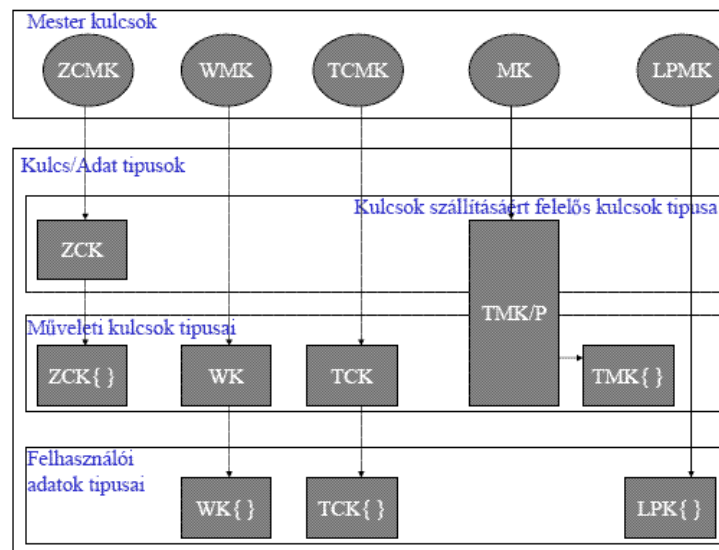 Mester kulcsok
ZCMK WMK TCMK MK LPMK
Kulcs/Adat tipusok
Kulcsok szállításáért felelős kulcsok tipusa
ZCK
TMK/P
Műveleti kulcsok tipusai
ZCK{ } WK TCK TMK{ }
Felhasználói
adatok tipusai
WK{ } TCK{ } LPK{ }